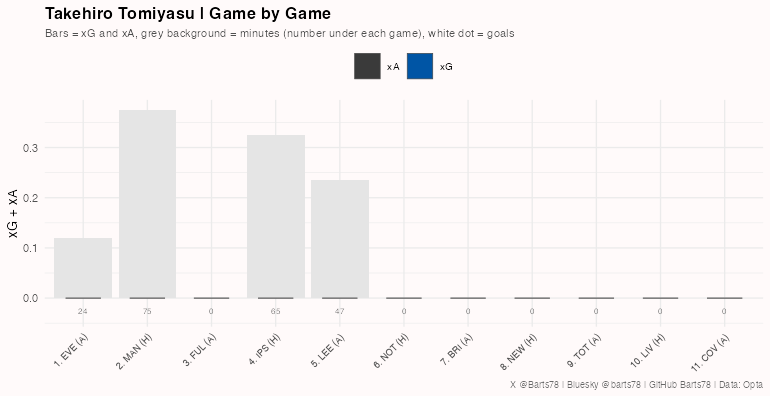 Takehiro Tomiyasu | Game by Game
Bars = xG and xA, grey background = minutes (number under each game), white dot = goals
xA xG
xG + xA
0.3
0.2
0.1
0.0
24 75 0 65 47 0 0 0 0 0 0
1. EVE (A) 2. MAN (H) 3. FUL (A) 4. IPS (H) 5. LEE (A) 6. NOT (H) 7. BRI (A) 8. NEW (H) 9. TOT (A) 10. LIV (H) 11. COV (A)
X @Barts78 | Bluesky @barts78 | GitHub Barts78 | Data: Opta